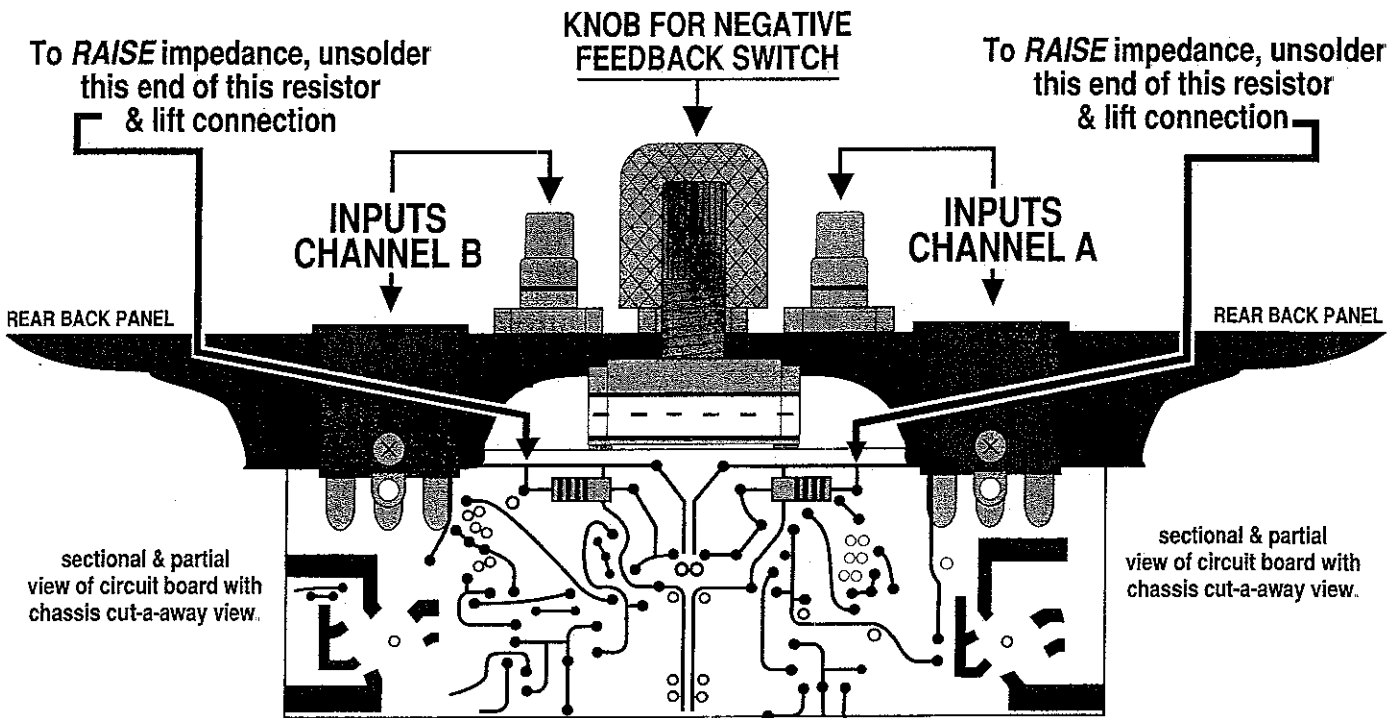 KNOB FOR NEGATIVE
FEEDBACK SWITCH
To RAISE impedance, unsolder
this end of this resistor
& lift connection
To RAISE impedance, unsolder
this end of this resistor
& lift connection
INPUTS
CHANNEL B
INPUTS
CHANNEL A
REAR BACK PANEL
REAR BACK PANEL
sectional & partial
view of circuit board with
chassis cut-a-away view.
sectional & partial
view of circuit board with
chassis cut-a-away view.